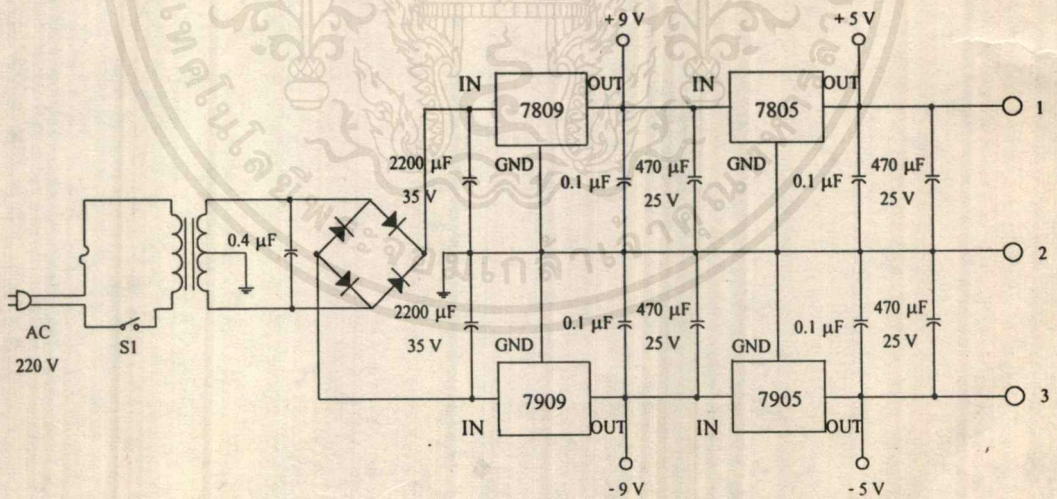 +9 V
+5 V
IN
7809
OUT
IN
7805
OUT
1
GND
GND
2200 µF
35 V
0.1 µF
470 µF
25 V
0.1 µF
470 µF
25 V
0.4 µF
2
2200 µF
35 V
0.1 µF
470 µF
25 V
0.1 µF
470 µF
25 V
AC
220 V
S1
GND
GND
7909
7905
3
IN
OUT
IN
OUT
-9 V
-5 V